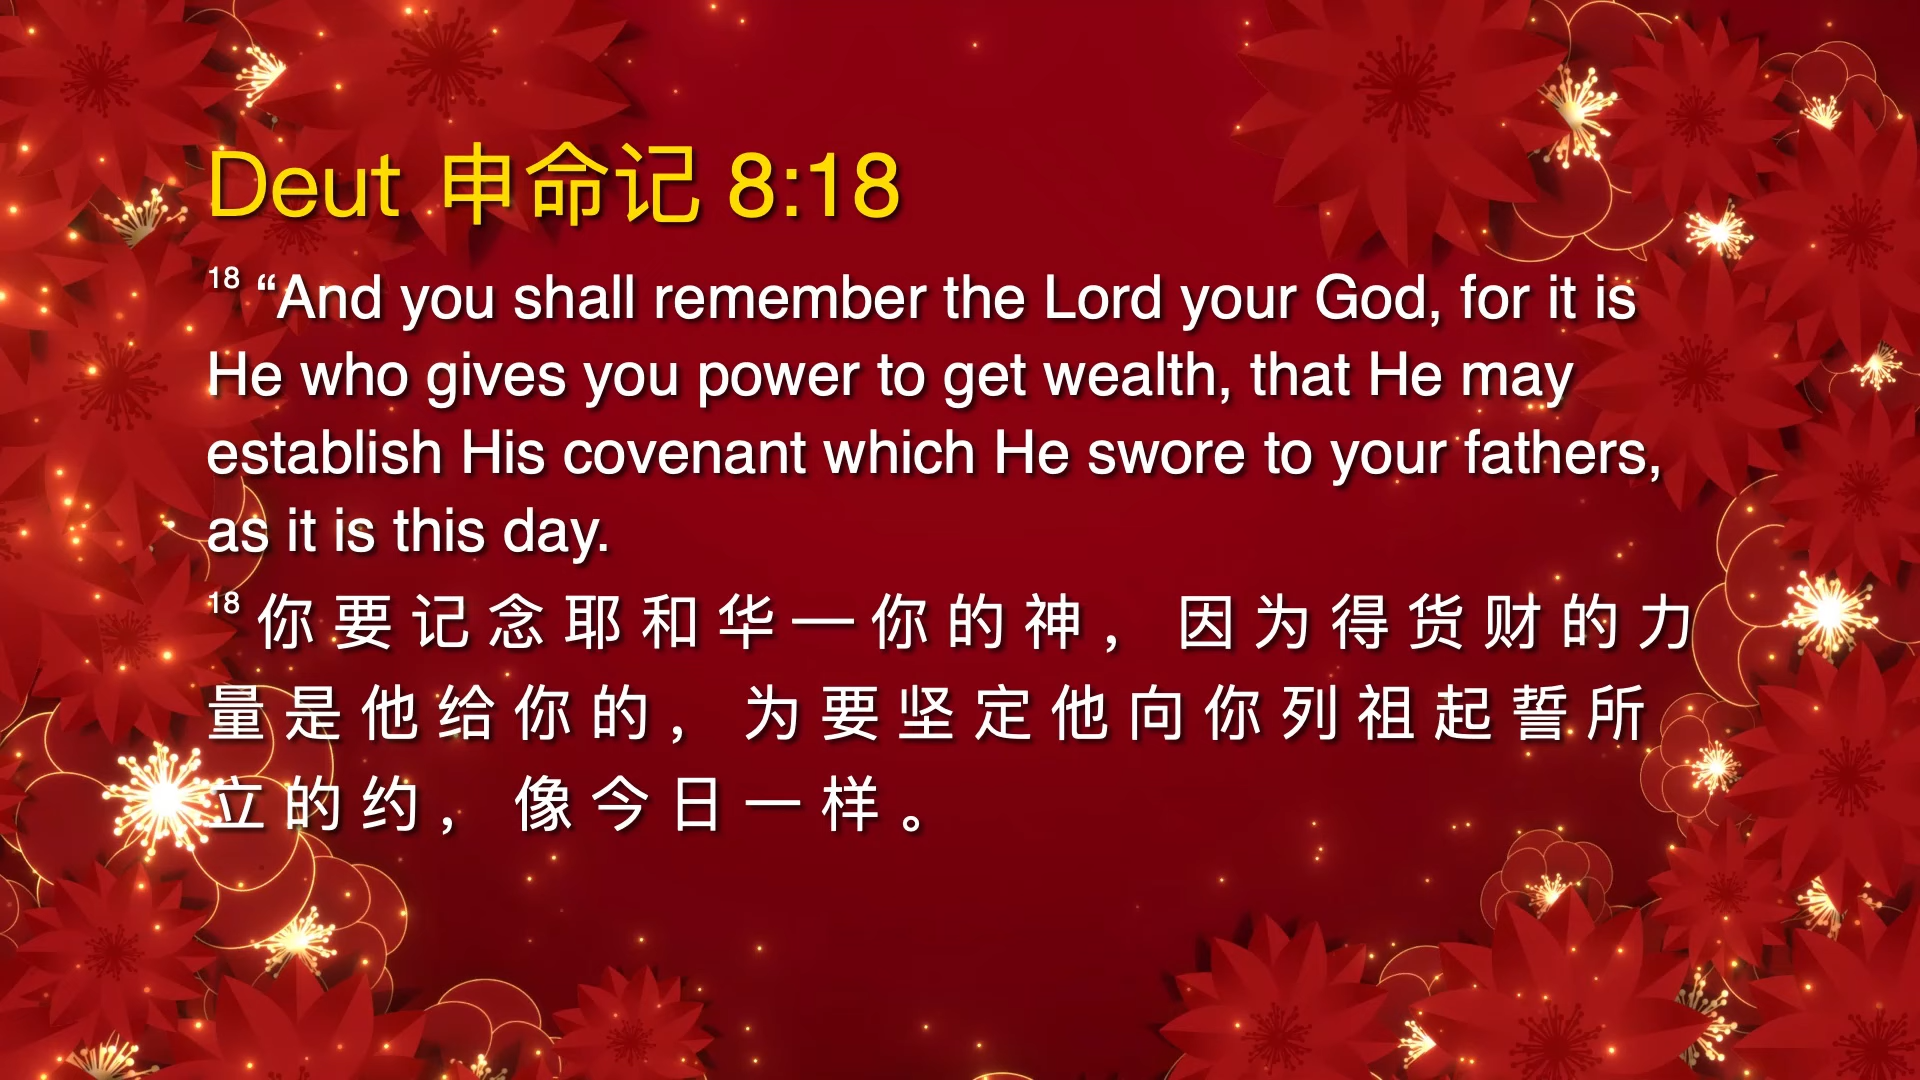 Deut 申命记 8:18
18 “And you shall remember the Lord your God, for it is
He who gives you power to get wealth, that He may
establish His covenant which He swore to your fathers,
as it is this day.
18 你要记念耶和华—你的神，因为得货财的力
量是他给你的，为要坚定他向你列祖起誓所
立的约，像今日一样。